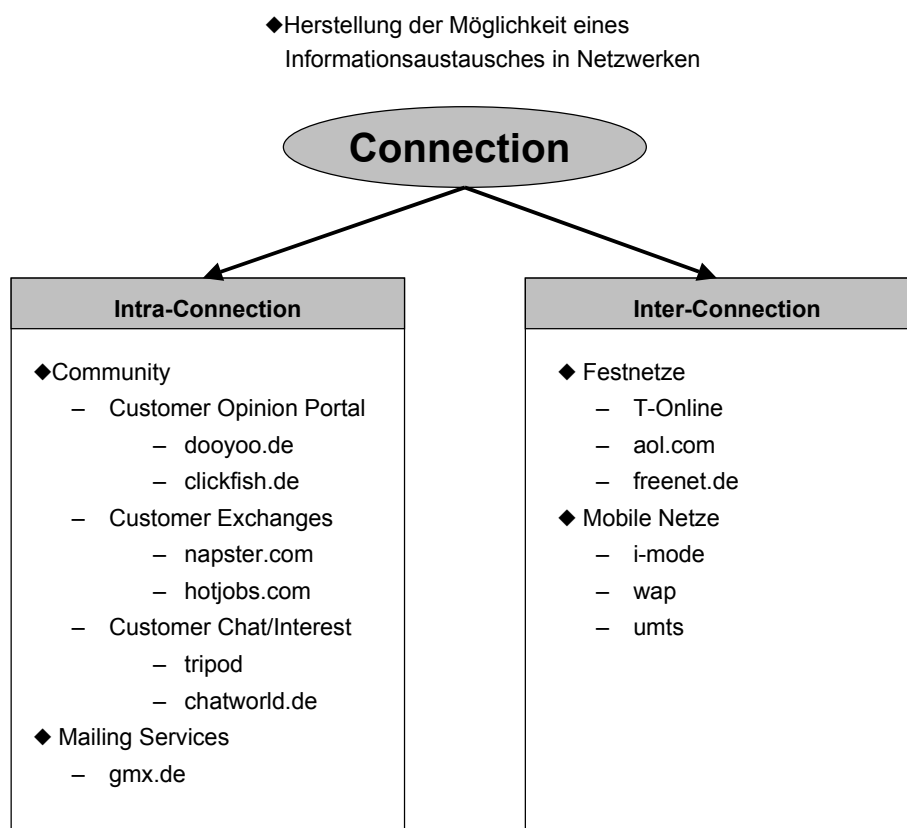 ◆Herstellung der Möglichkeit eines
Informationsaustausches in Netzwerken
Connection
Intra-Connection
◆Community
– Customer Opinion Portal
– dooyoo.de
– clickfish.de
– Customer Exchanges
– napster.com
– hotjobs.com
– Customer Chat/Interest
– tripod
– chatworld.de
◆ Mailing Services
– gmx.de
Inter-Connection
◆ Festnetze
– T-Online
– aol.com
– freenet.de
◆ Mobile Netze
– i-mode
– wap
– umts